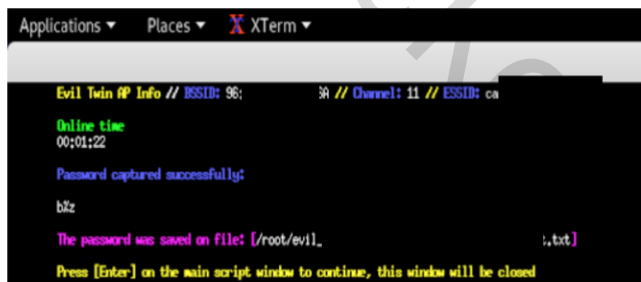 Applications ▾ Places ▾ XTerm ▾
Evil Twin AP Info // BSSID: 96: 9A // Channel: 11 // ESSID: ca
Online time
00:01:22
Password captured successfully:
b%z
The password was saved on file: [/root/evil_ .txt]
Press [Enter] on the main script window to continue, this window will be closed